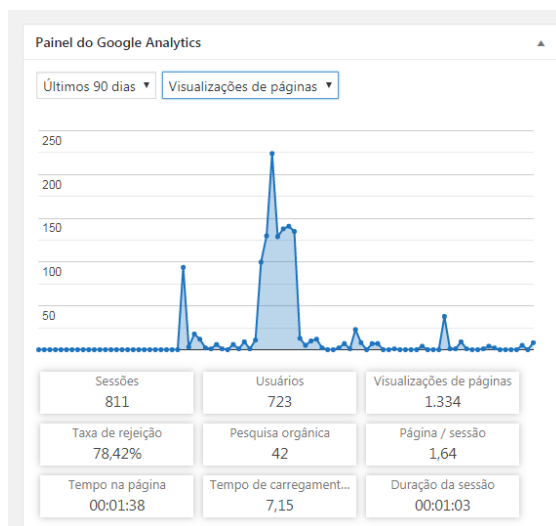 Painel do Google Analytics
Últimos 90 dias
Visualizações de páginas
250
200
150
100
50
Sessões
811
Usuários
723
Visualizações de páginas
1.334
Taxa de rejeição
78,42%
Pesquisa orgânica
42
Página / sessão
1,64
Tempo na página
00:01:38
Tempo de carregament...
7,15
Duração da sessão
00:01:03